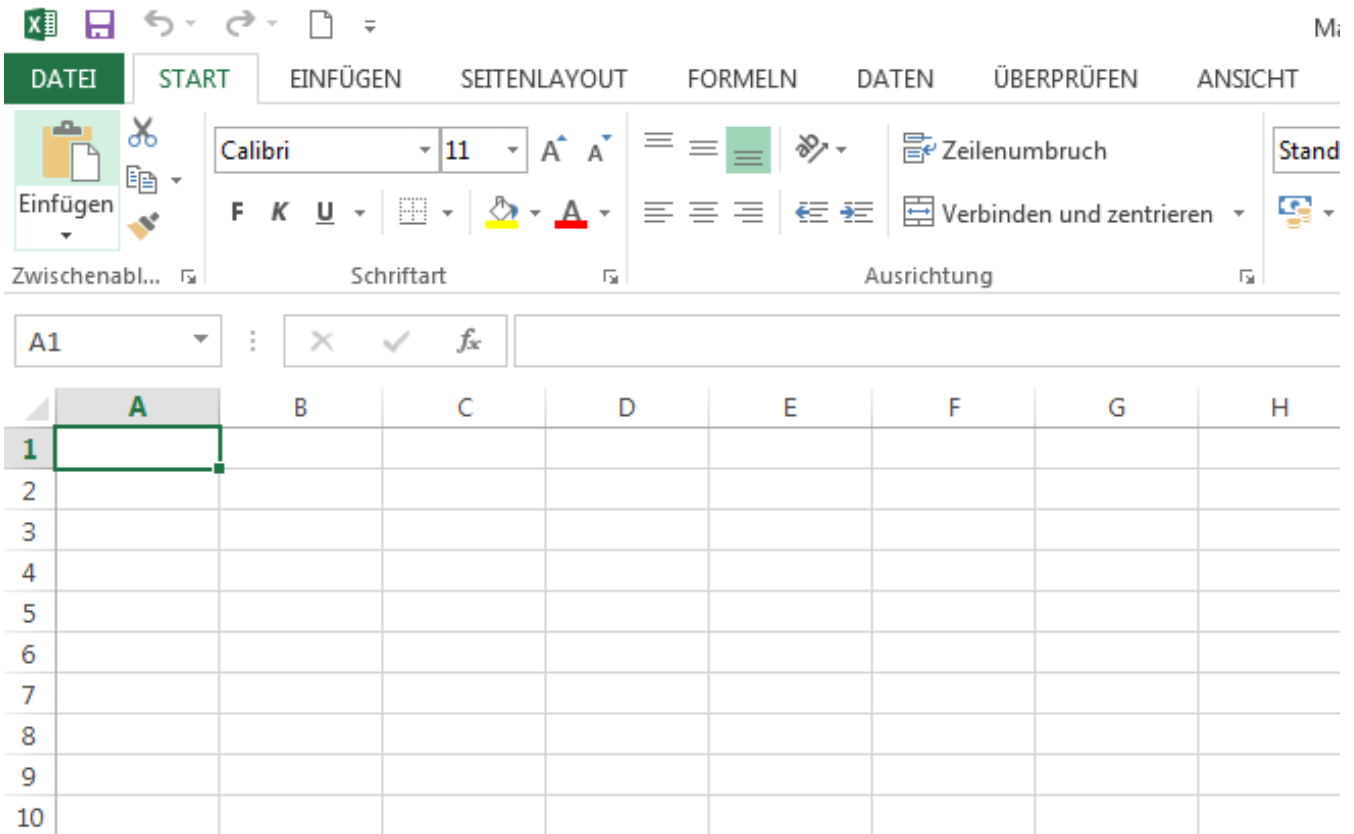 Ma
DATEI START EINFÜGEN SEITENLAYOUT FORMELN DATEN ÜBERPRÜFEN ANSICHT
Calibri 11 A A Zeilenumbruch Stand
Einfügen F K U A Verbinden und zentrieren
Zwischenabl... Schriftart Ausrichtung
A1 fx
A B C D E F G H
1
2
3
4
5
6
7
8
9
10